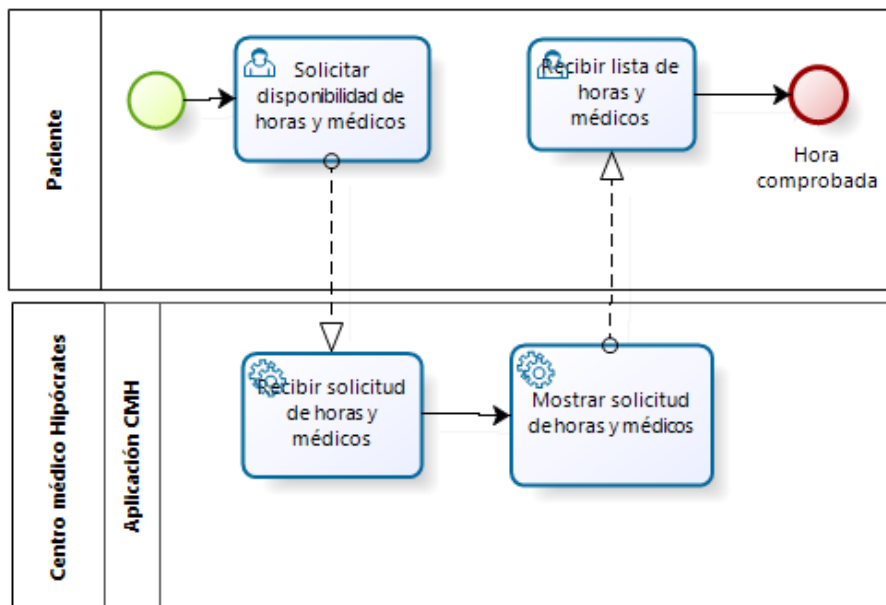 Paciente
Solicitar
disponibilidad de
horas y médicos
Recibir lista de
horas y
médicos
Hora
comprobada
Centro médico Hipócrates
Aplicación CMH
Recibir solicitud
de horas y
médicos
Mostrar solicitud
de horas y médicos